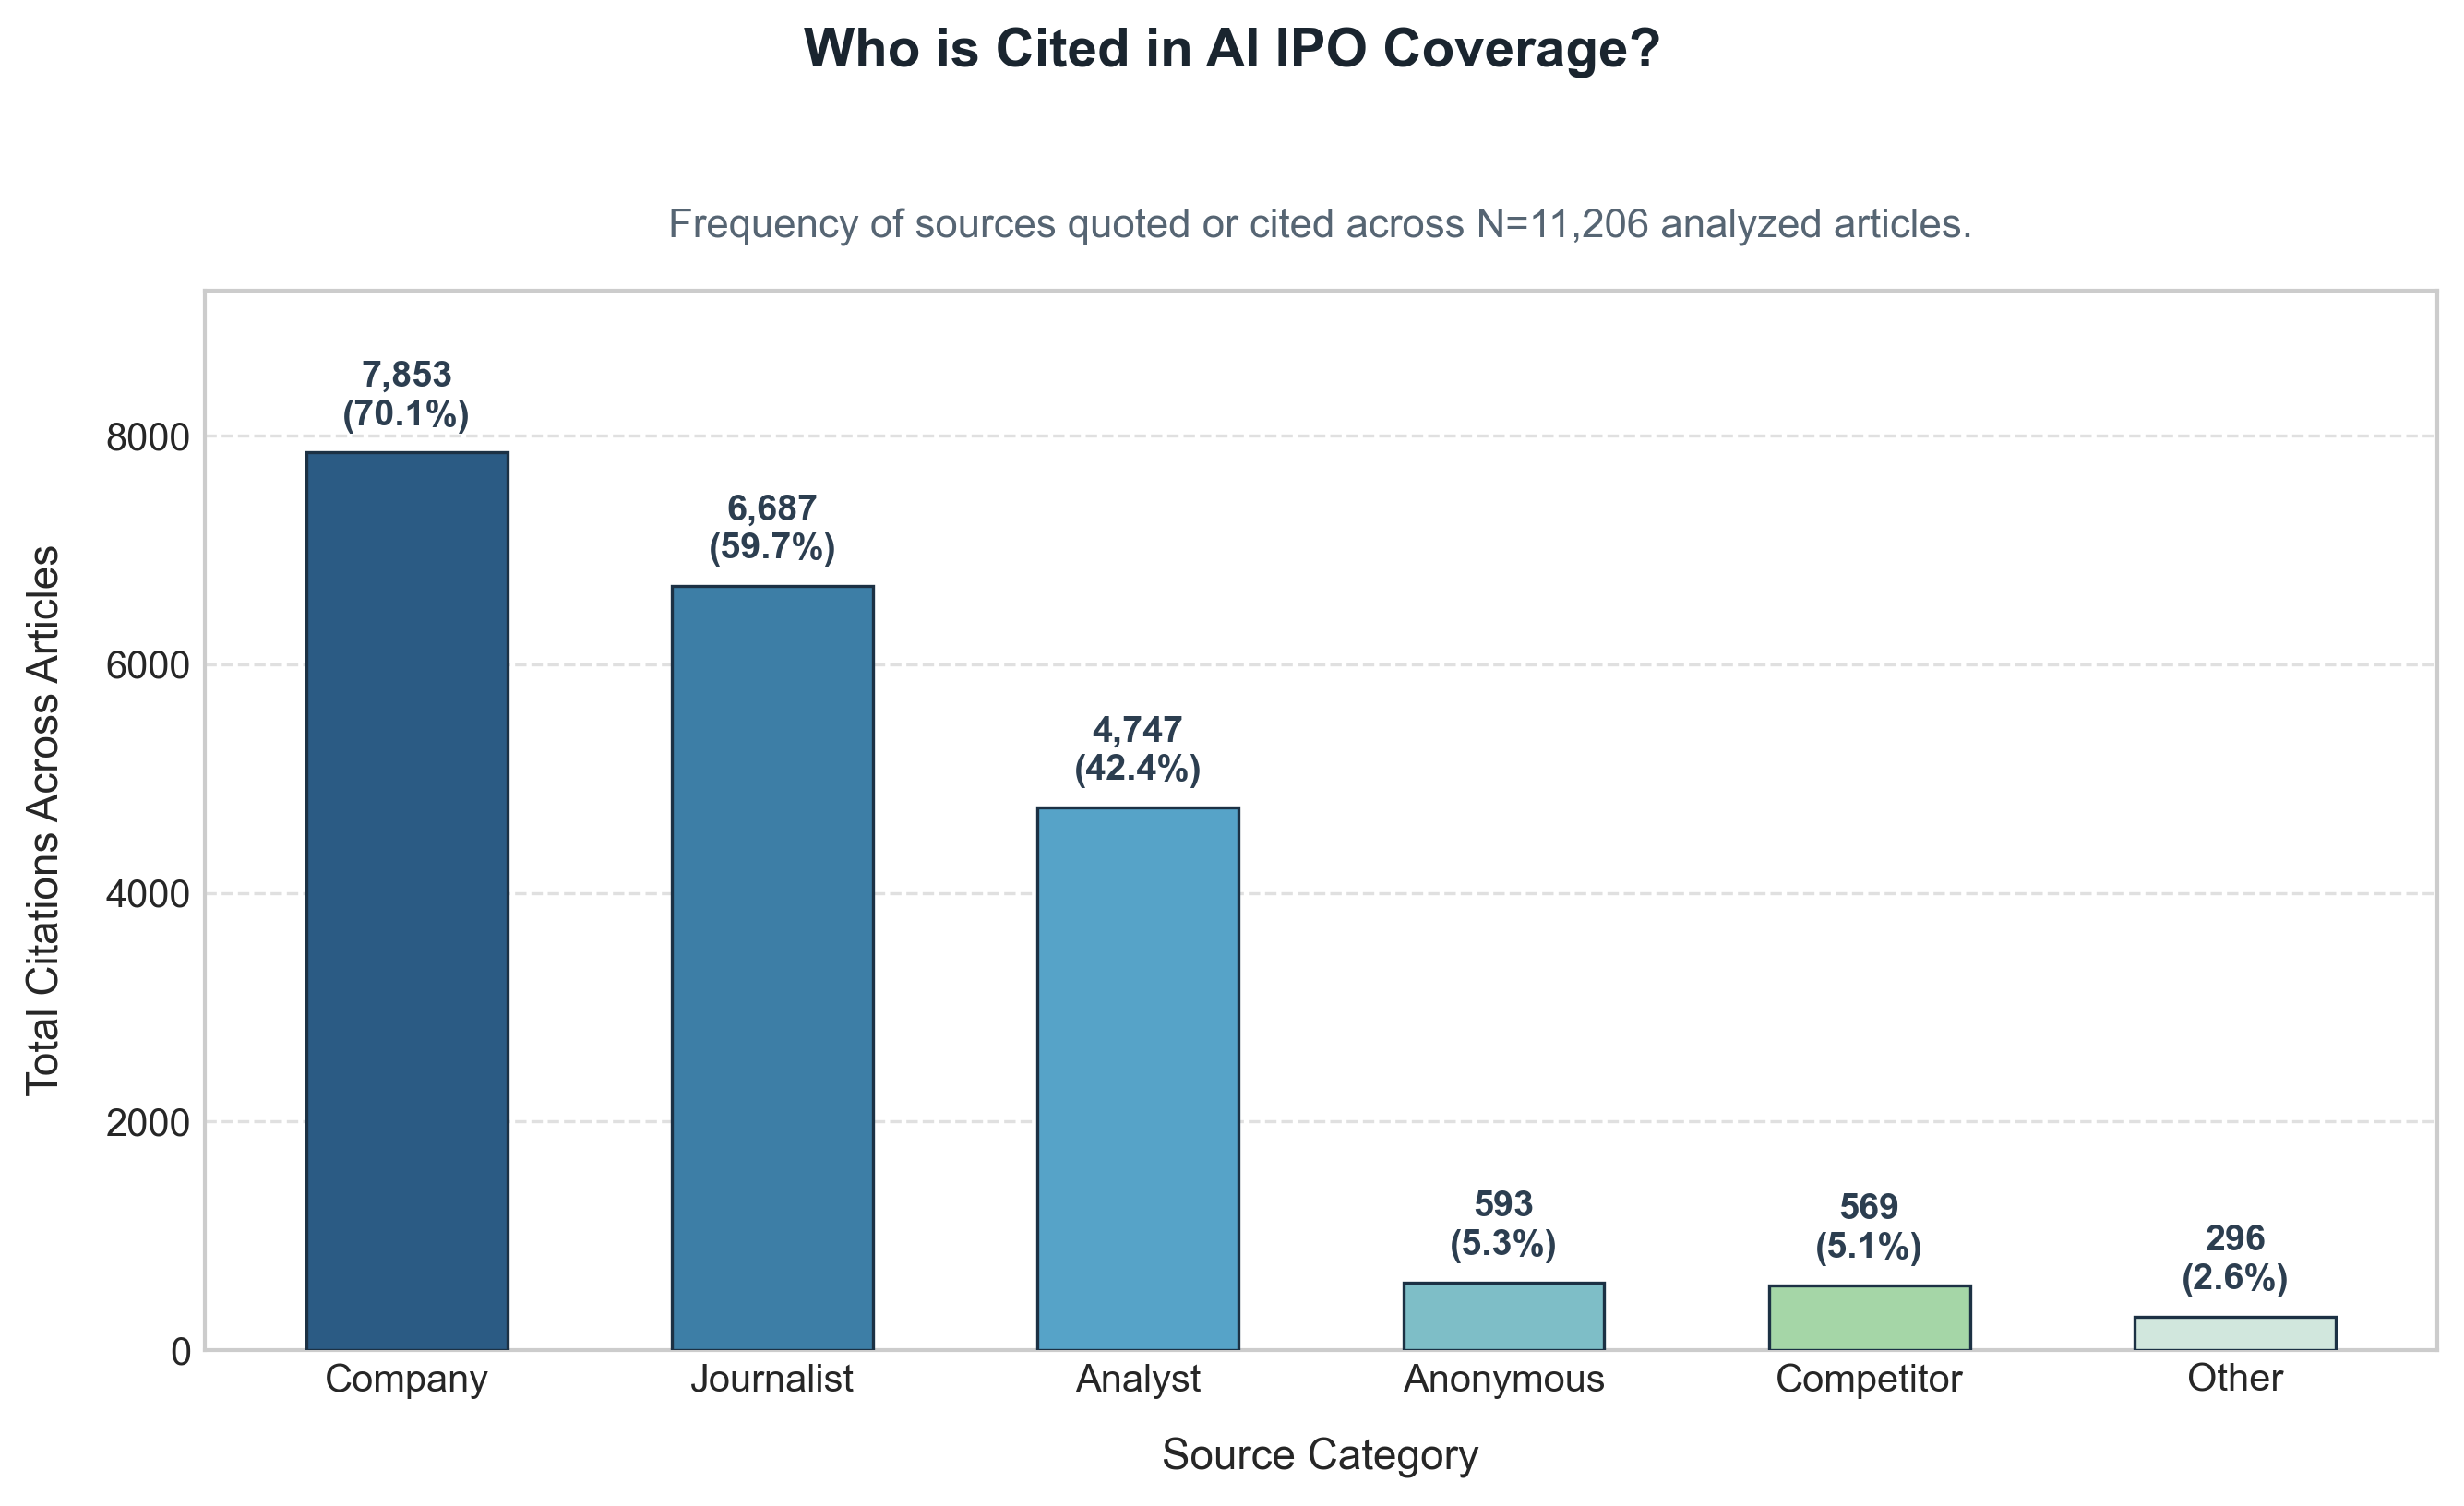 Who is Cited in AI IPO Coverage?
Frequency of sources quoted or cited across N=11,206 analyzed articles.
Total Citations Across Articles
8000
6000
4000
2000
0
7,853
(70.1%)
6,687
(59.7%)
4,747
(42.4%)
593
(5.3%)
569
(5.1%)
296
(2.6%)
Company
Journalist
Analyst
Anonymous
Competitor
Other
Source Category